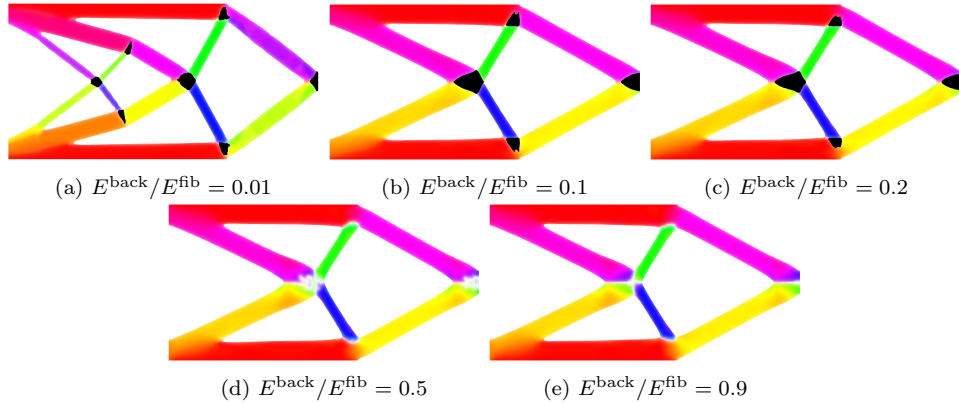 (a) E^back/E^fib = 0.01
(b) E^back/E^fib = 0.1
(c) E^back/E^fib = 0.2
(d) E^back/E^fib = 0.5
(e) E^back/E^fib = 0.9